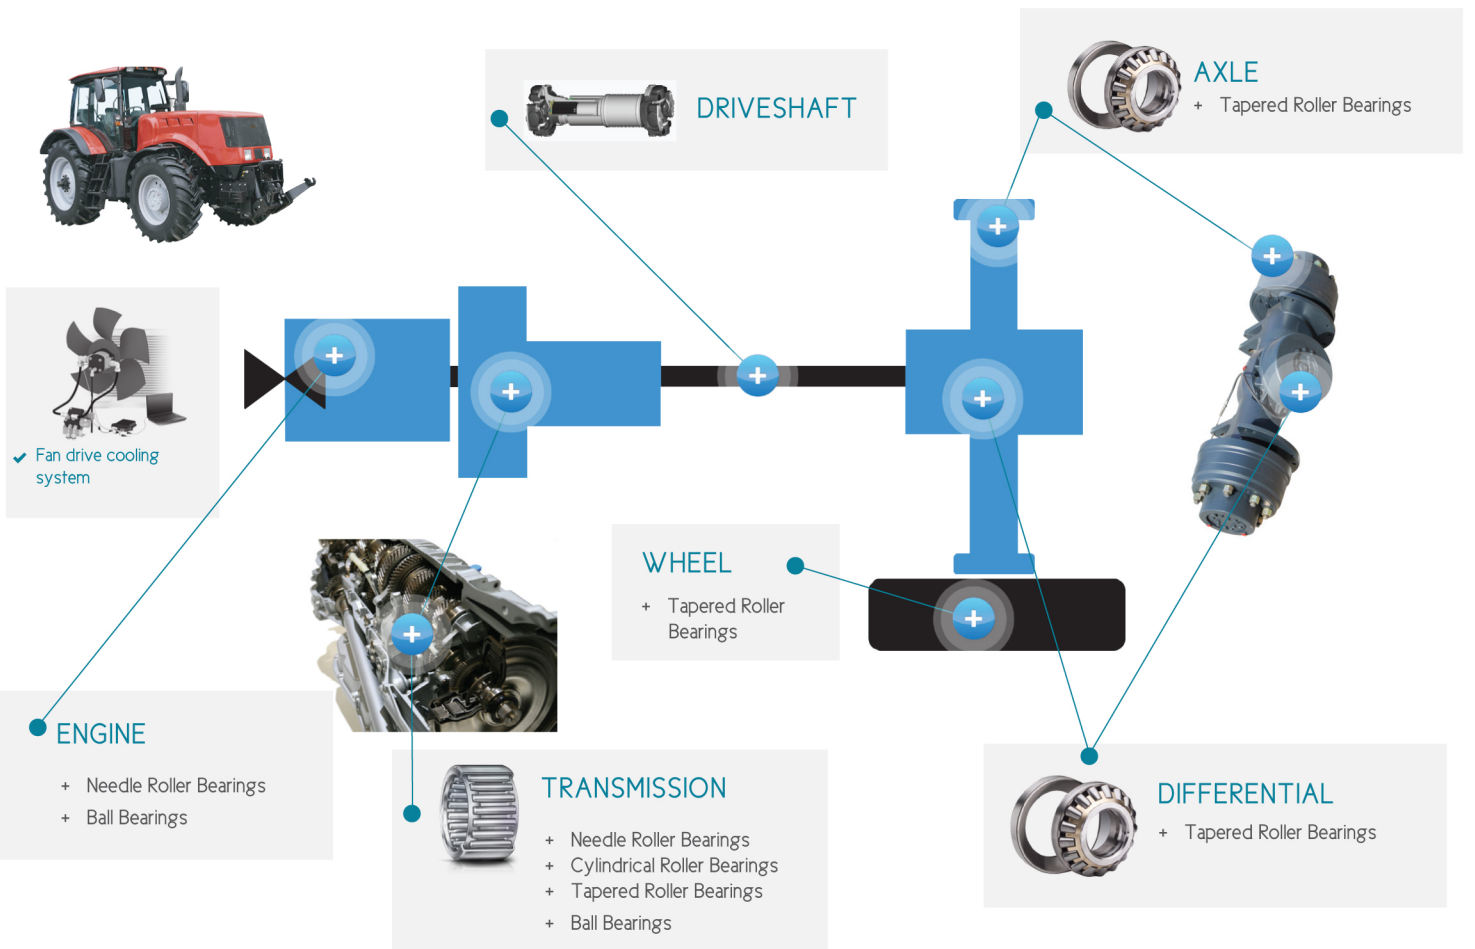 DRIVESHAFT
AXLE
+ Tapered Roller Bearings
Fan drive cooling
system
WHEEL
+ Tapered Roller
Bearings
ENGINE
+ Needle Roller Bearings
+ Ball Bearings
TRANSMISSION
+ Needle Roller Bearings
+ Cylindrical Roller Bearings
+ Tapered Roller Bearings
+ Ball Bearings
DIFFERENTIAL
+ Tapered Roller Bearings